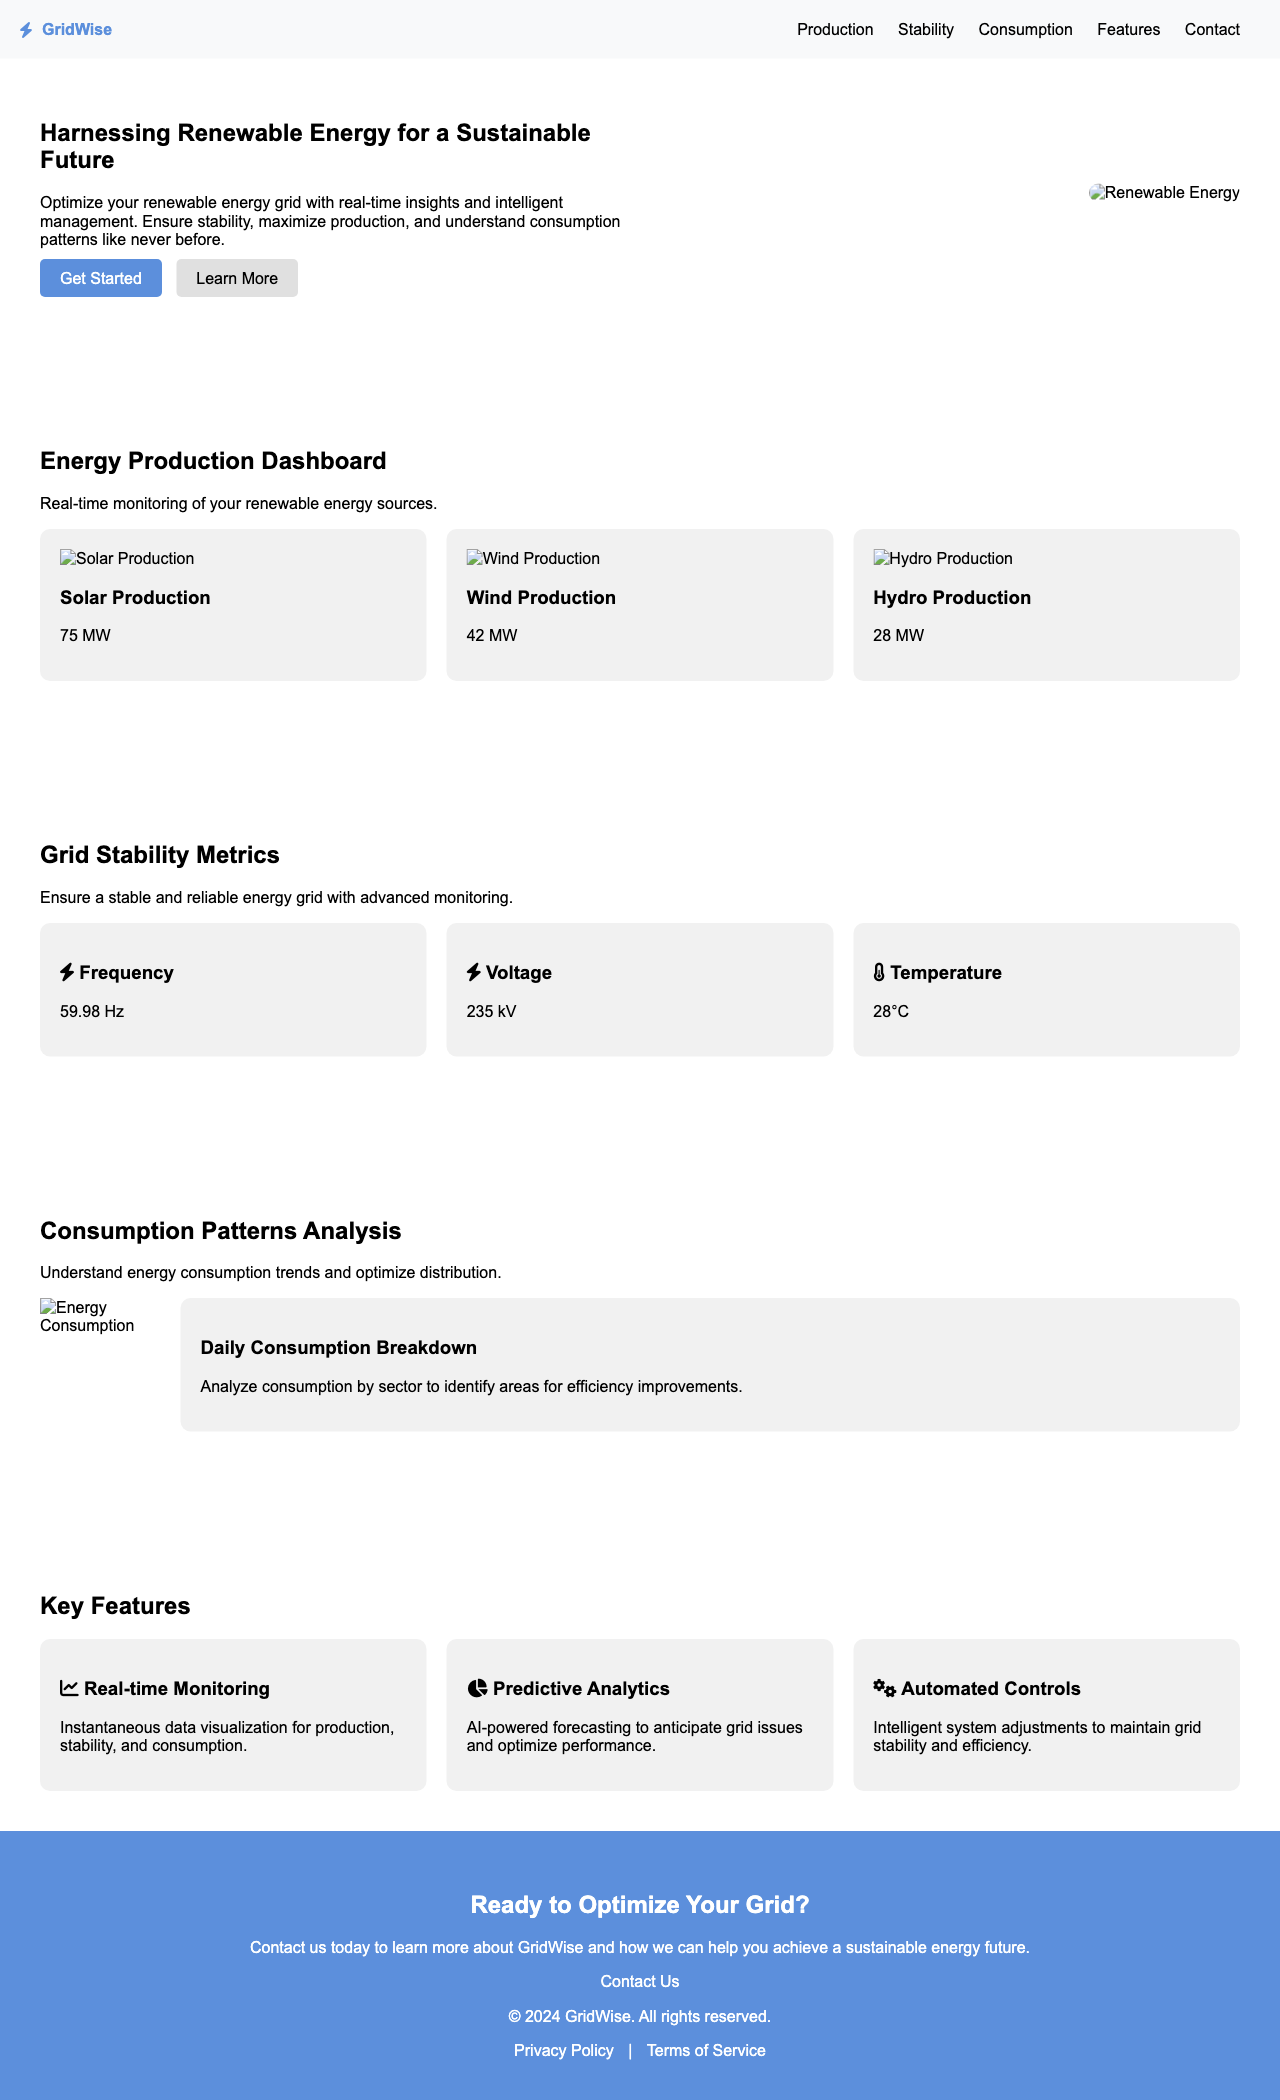 GridWise
Production Stability Consumption Features Contact
Harnessing Renewable Energy for a Sustainable
Future
Optimize your renewable energy grid with real-time insights and intelligent
management. Ensure stability, maximize production, and understand consumption
patterns like never before.
Get Started Learn More
Renewable Energy
Energy Production Dashboard
Real-time monitoring of your renewable energy sources.
Solar Production
Solar Production
75 MW
Wind Production
Wind Production
42 MW
Hydro Production
Hydro Production
28 MW
Grid Stability Metrics
Ensure a stable and reliable energy grid with advanced monitoring.
Frequency
59.98 Hz
Voltage
235 kV
Temperature
28°C
Consumption Patterns Analysis
Understand energy consumption trends and optimize distribution.
Energy
Consumption
Daily Consumption Breakdown
Analyze consumption by sector to identify areas for efficiency improvements.
Key Features
Real-time Monitoring
Instantaneous data visualization for production,
stability, and consumption.
Predictive Analytics
AI-powered forecasting to anticipate grid issues
and optimize performance.
Automated Controls
Intelligent system adjustments to maintain grid
stability and efficiency.
Ready to Optimize Your Grid?
Contact us today to learn more about GridWise and how we can help you achieve a sustainable energy future.
Contact Us
© 2024 GridWise. All rights reserved.
Privacy Policy | Terms of Service